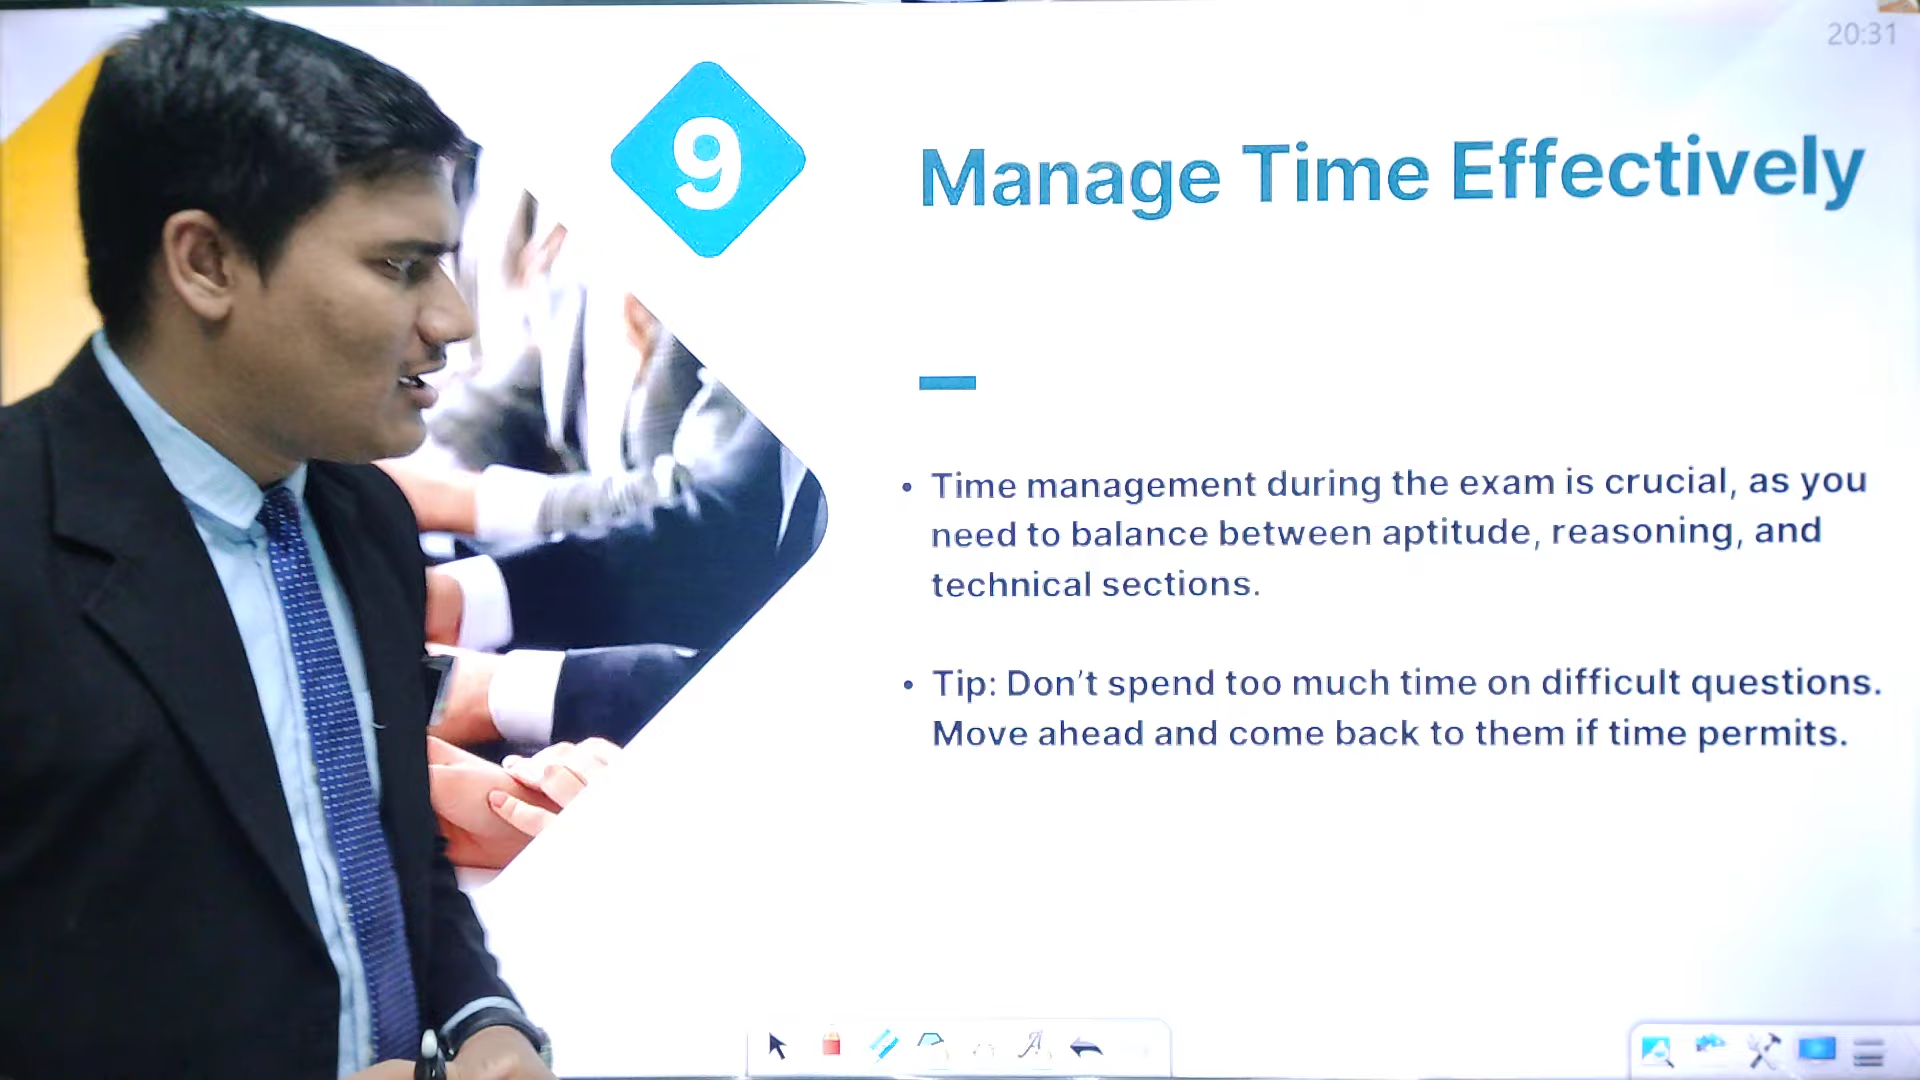 20:31
9
Manage Time Effectively
• Time management during the exam is crucial, as you
need to balance between aptitude, reasoning, and
technical sections.
• Tip: Don't spend too much time on difficult questions.
Move ahead and come back to them if time permits.